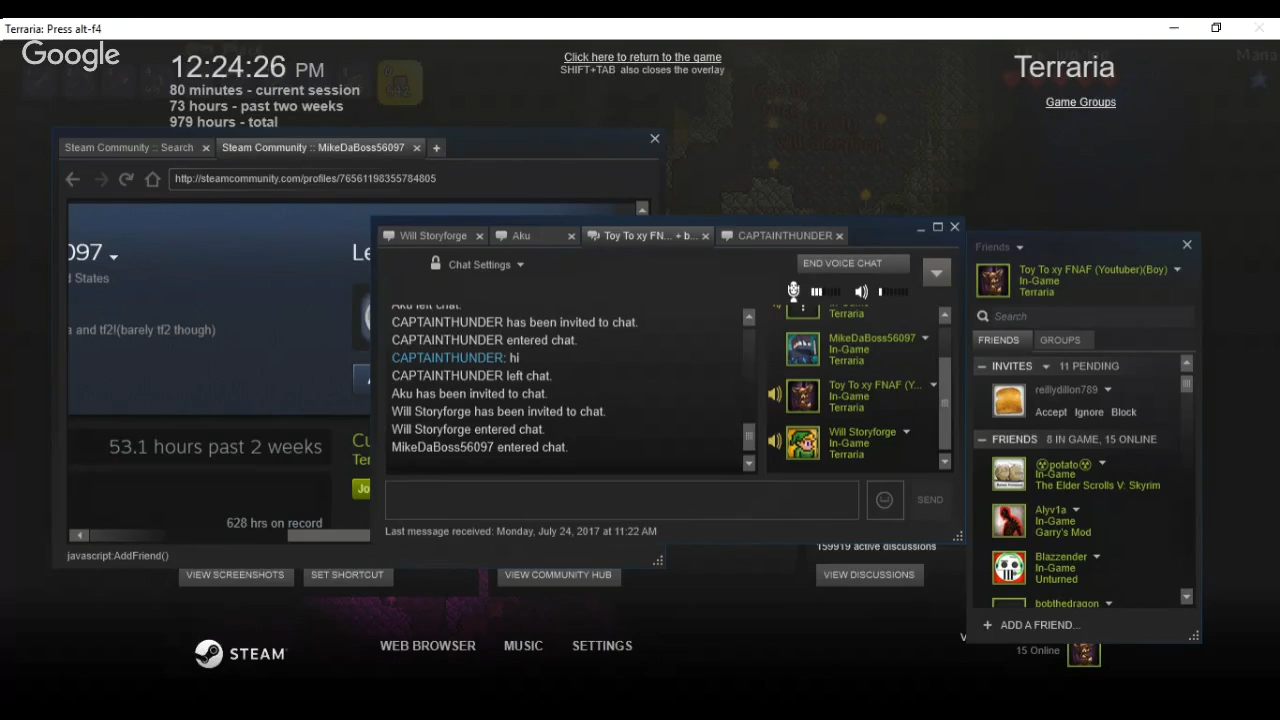 Terraria: Press alt-f4
Google
12:24:26 PM
80 minutes - current session
73 hours - past two weeks
979 hours - total
Click here to return to the game
SHIFT+TAB also closes the overlay
Terraria
Game Groups
Mana
Steam Community :: Search
Steam Community :: MikeDaBoss56097
http://steamcommunity.com/profiles/76561198355784805
097
d States
a and tf2!(barely tf2 though)
Le
53.1 hours past 2 weeks
628 hrs on record
Cu
Ter
Jo
javascript:AddFriend()
Will Storyforge
Aku
Toy To xy FN... + b...
CAPTAINTHUNDER
Chat Settings
END VOICE CHAT
Aku left chat.
CAPTAINTHUNDER has been invited to chat.
CAPTAINTHUNDER entered chat.
CAPTAINTHUNDER: hi
CAPTAINTHUNDER left chat.
Aku has been invited to chat.
Will Storyforge has been invited to chat.
Will Storyforge entered chat.
MikeDaBoss56097 entered chat.
In-Game
Terraria
MikeDaBoss56097
In-Game
Terraria
Toy To xy FNAF (Y...
In-Game
Terraria
Will Storyforge
In-Game
Terraria
SEND
Last message received: Monday, July 24, 2017 at 11:22 AM
Friends
Toy To xy FNAF (Youtuber)(Boy)
In-Game
Terraria
Search
FRIENDS
GROUPS
INVITES 11 PENDING
reillydillon789
Accept Ignore Block
FRIENDS 8 IN GAME, 15 ONLINE
☢potato☢
In-Game
The Elder Scrolls V: Skyrim
Alyv1a
In-Game
Garry's Mod
Blazzender
In-Game
Unturned
bobthedragon
ADD A FRIEND...
159919 active discussions
VIEW SCREENSHOTS
SET SHORTCUT
VIEW COMMUNITY HUB
VIEW DISCUSSIONS
STEAM
WEB BROWSER
MUSIC
SETTINGS
V
15 Online